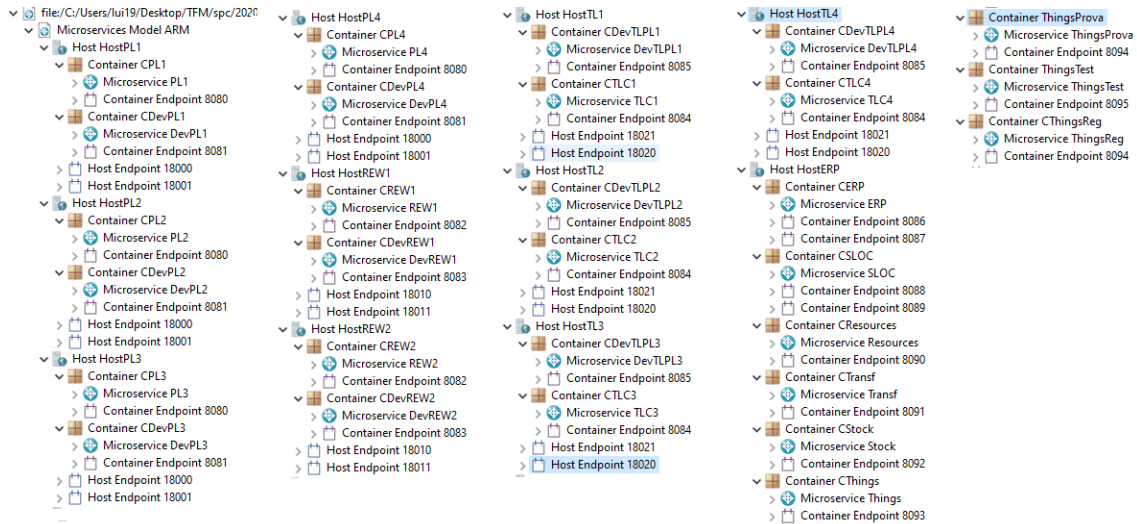 file:/C:/Users/lui19/Desktop/TFM/spc/2020
Microservices Model ARM
Host HostPL1
Container CPL1
Microservice PL1
Container Endpoint 8080
Container CDevPL1
Microservice DevPL1
Container Endpoint 8081
Host Endpoint 18000
Host Endpoint 18001
Host HostPL2
Container CPL2
Microservice PL2
Container Endpoint 8080
Container CDevPL2
Microservice DevPL2
Container Endpoint 8081
Host Endpoint 18000
Host Endpoint 18001
Host HostPL3
Container CPL3
Microservice PL3
Container Endpoint 8080
Container CDevPL3
Microservice DevPL3
Container Endpoint 8081
Host Endpoint 18000
Host Endpoint 18001
Host HostPL4
Container CPL4
Microservice PL4
Container Endpoint 8080
Container CDevPL4
Microservice DevPL4
Container Endpoint 8081
Host Endpoint 18000
Host Endpoint 18001
Host HostREW1
Container CREW1
Microservice REW1
Container Endpoint 8082
Container CDevREW1
Microservice DevREW1
Container Endpoint 8083
Host Endpoint 18010
Host Endpoint 18011
Host HostREW2
Container CREW2
Microservice REW2
Container Endpoint 8082
Container CDevREW2
Microservice DevREW2
Container Endpoint 8083
Host Endpoint 18010
Host Endpoint 18011
Host HostTL1
Container CDevTLPL1
Microservice DevTLPL1
Container Endpoint 8085
Container CTLC1
Microservice TLC1
Container Endpoint 8084
Host Endpoint 18021
Host Endpoint 18020
Host HostTL2
Container CDevTLPL2
Microservice DevTLPL2
Container Endpoint 8085
Container CTLC2
Microservice TLC2
Container Endpoint 8084
Host Endpoint 18021
Host Endpoint 18020
Host HostTL3
Container CDevTLPL3
Microservice DevTLPL3
Container Endpoint 8085
Container CTLC3
Microservice TLC3
Container Endpoint 8084
Host Endpoint 18021
Host Endpoint 18020
Host HostTL4
Container CDevTLPL4
Microservice DevTLPL4
Container Endpoint 8085
Container CTLC4
Microservice TLC4
Container Endpoint 8084
Host Endpoint 18021
Host Endpoint 18020
Host HostERP
Container CERP
Microservice ERP
Container Endpoint 8086
Container Endpoint 8087
Container CSLOC
Microservice SLOC
Container Endpoint 8088
Container Endpoint 8089
Container CResources
Microservice Resources
Container Endpoint 8090
Container CTransf
Microservice Transf
Container Endpoint 8091
Container CStock
Microservice Stock
Container Endpoint 8092
Container CThings
Microservice Things
Container Endpoint 8093
Container ThingsProva
Microservice ThingsProva
Container Endpoint 8094
Container ThingsTest
Microservice ThingsTest
Container Endpoint 8095
Container CThingsReg
Microservice ThingsReg
Container Endpoint 8094